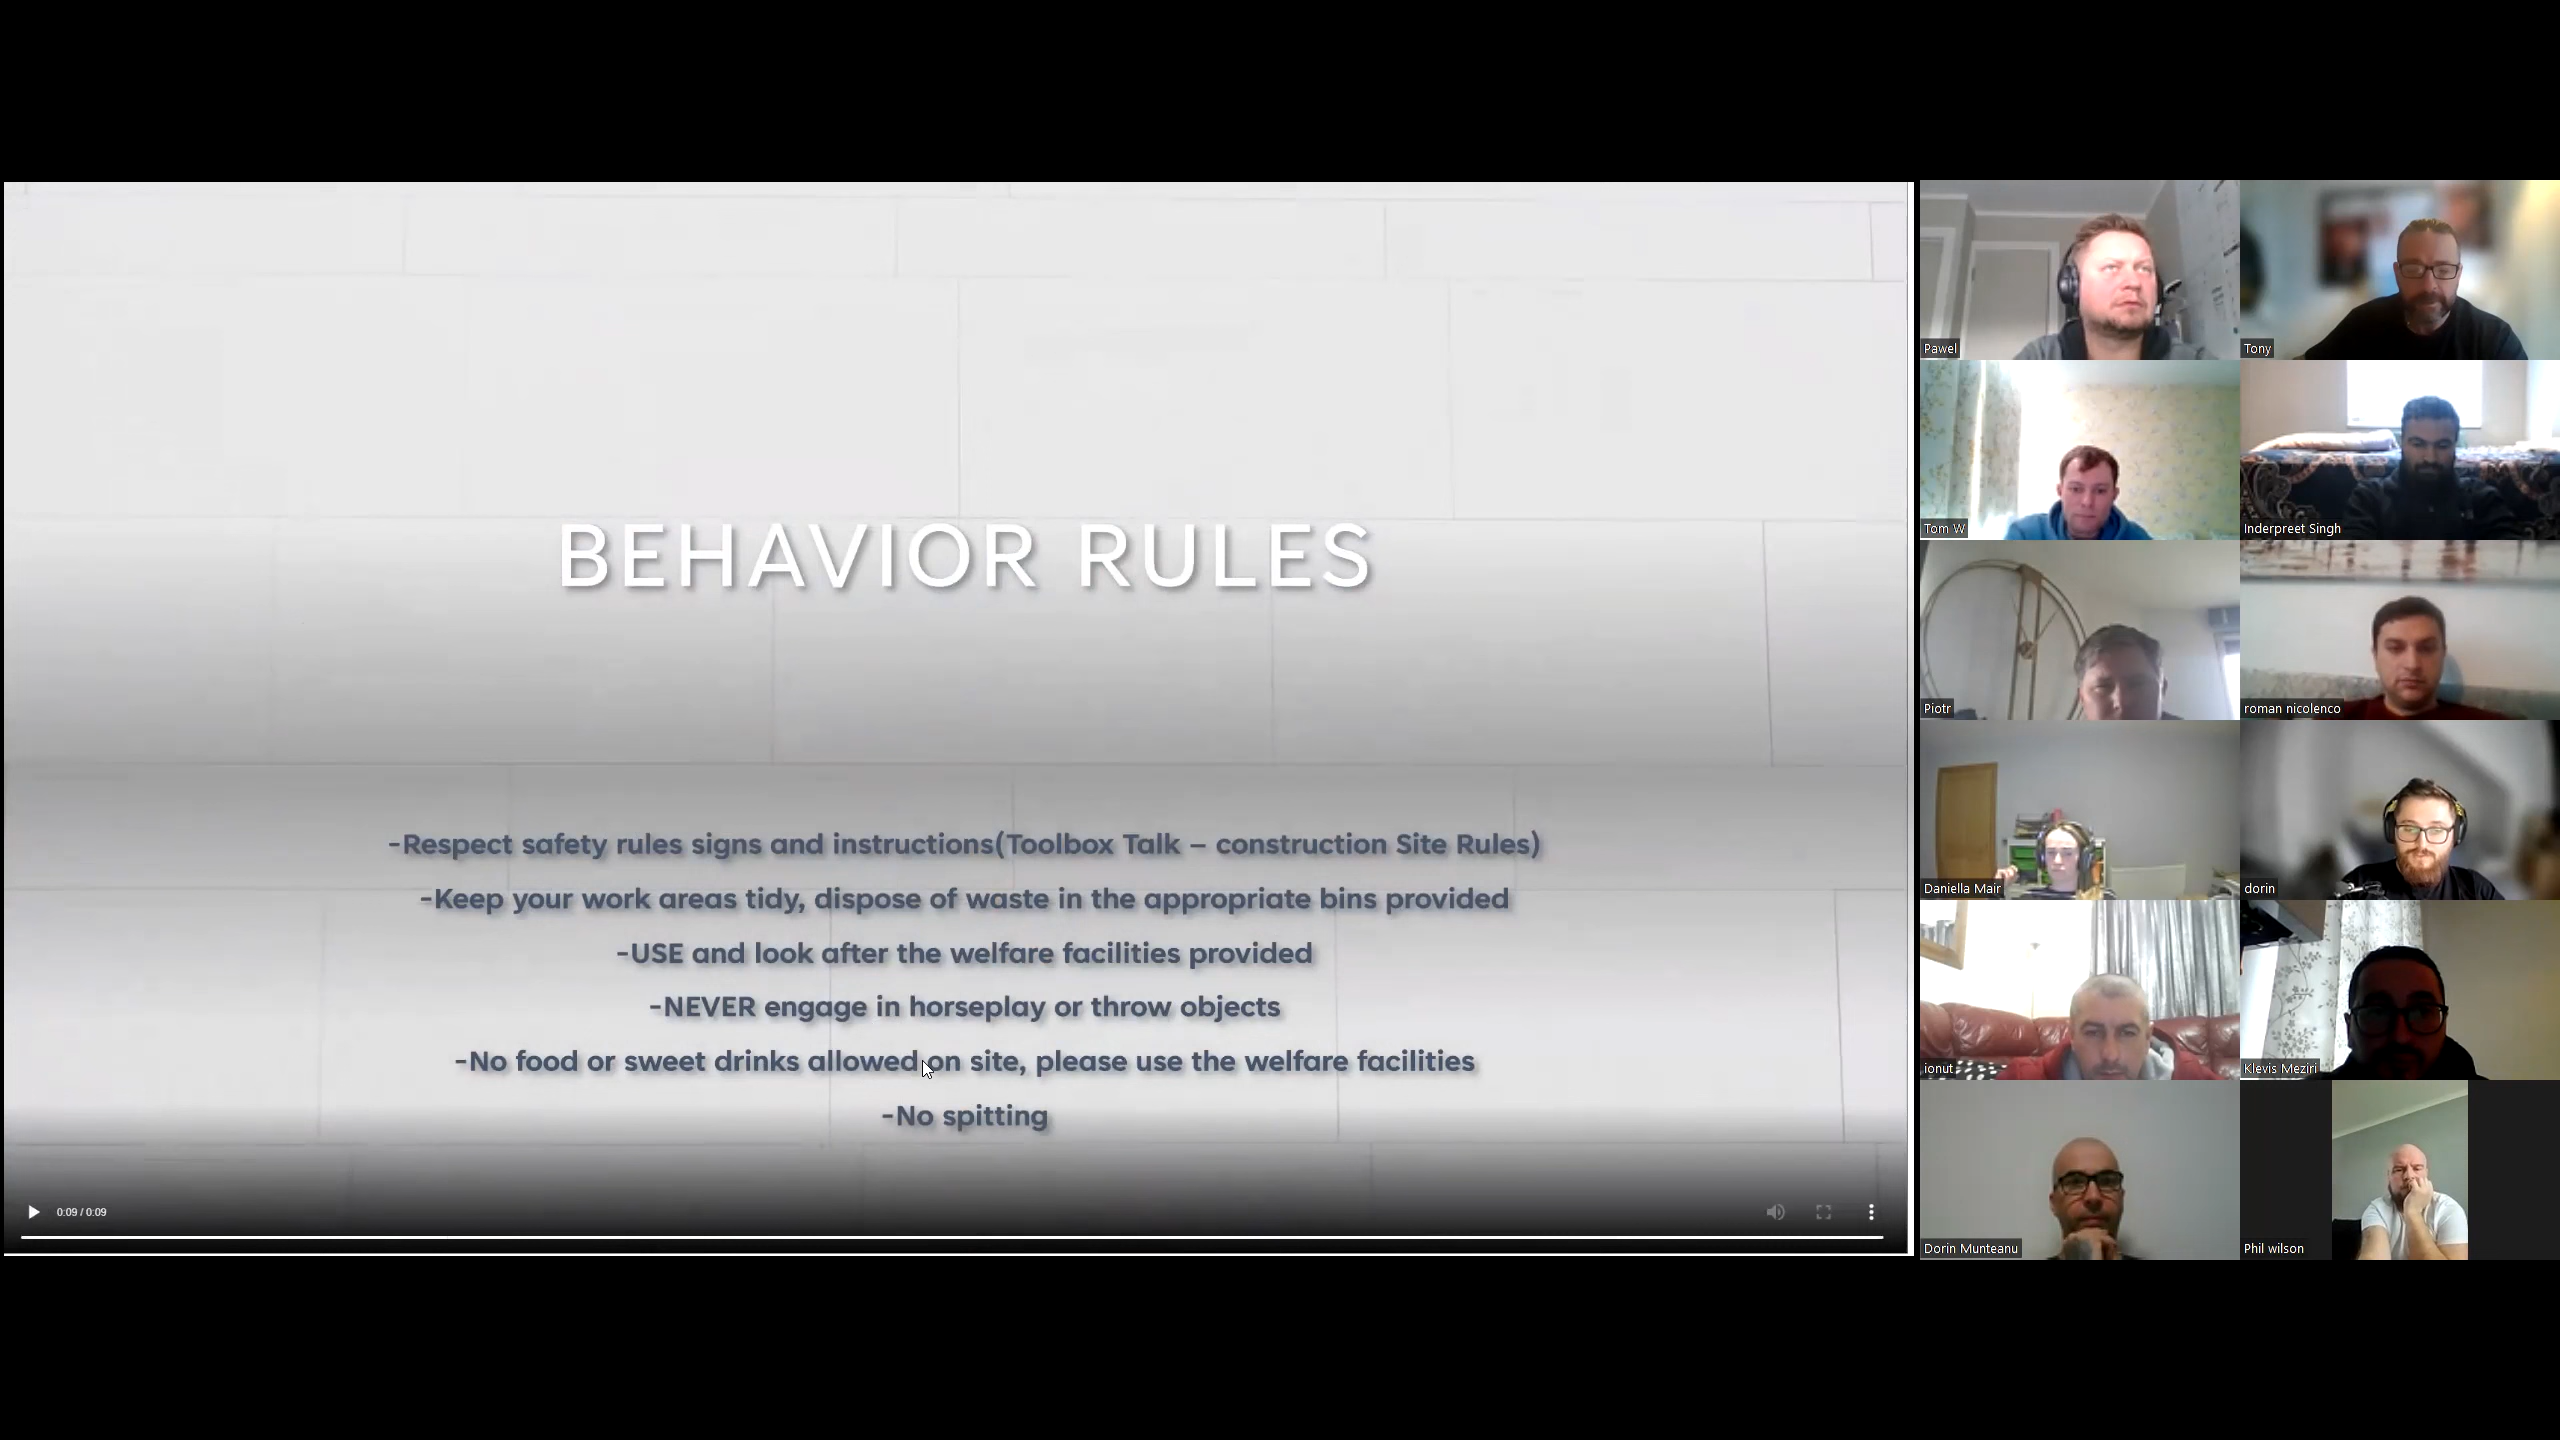 BEHAVIOR RULES
-Respect safety rules signs and instructions(Toolbox Talk – construction Site Rules)
-Keep your work areas tidy, dispose of waste in the appropriate bins provided
-USE and look after the welfare facilities provided
-NEVER engage in horseplay or throw objects
-No food or sweet drinks allowed on site, please use the welfare facilities
-No spitting
0:09 / 0:09
Pawel
Tony
Tom W
Inderpreet Singh
Piotr
roman nicolenco
Daniella Mair
dorin
ionut
Klevis Meziri
Dorin Munteanu
Phil wilson